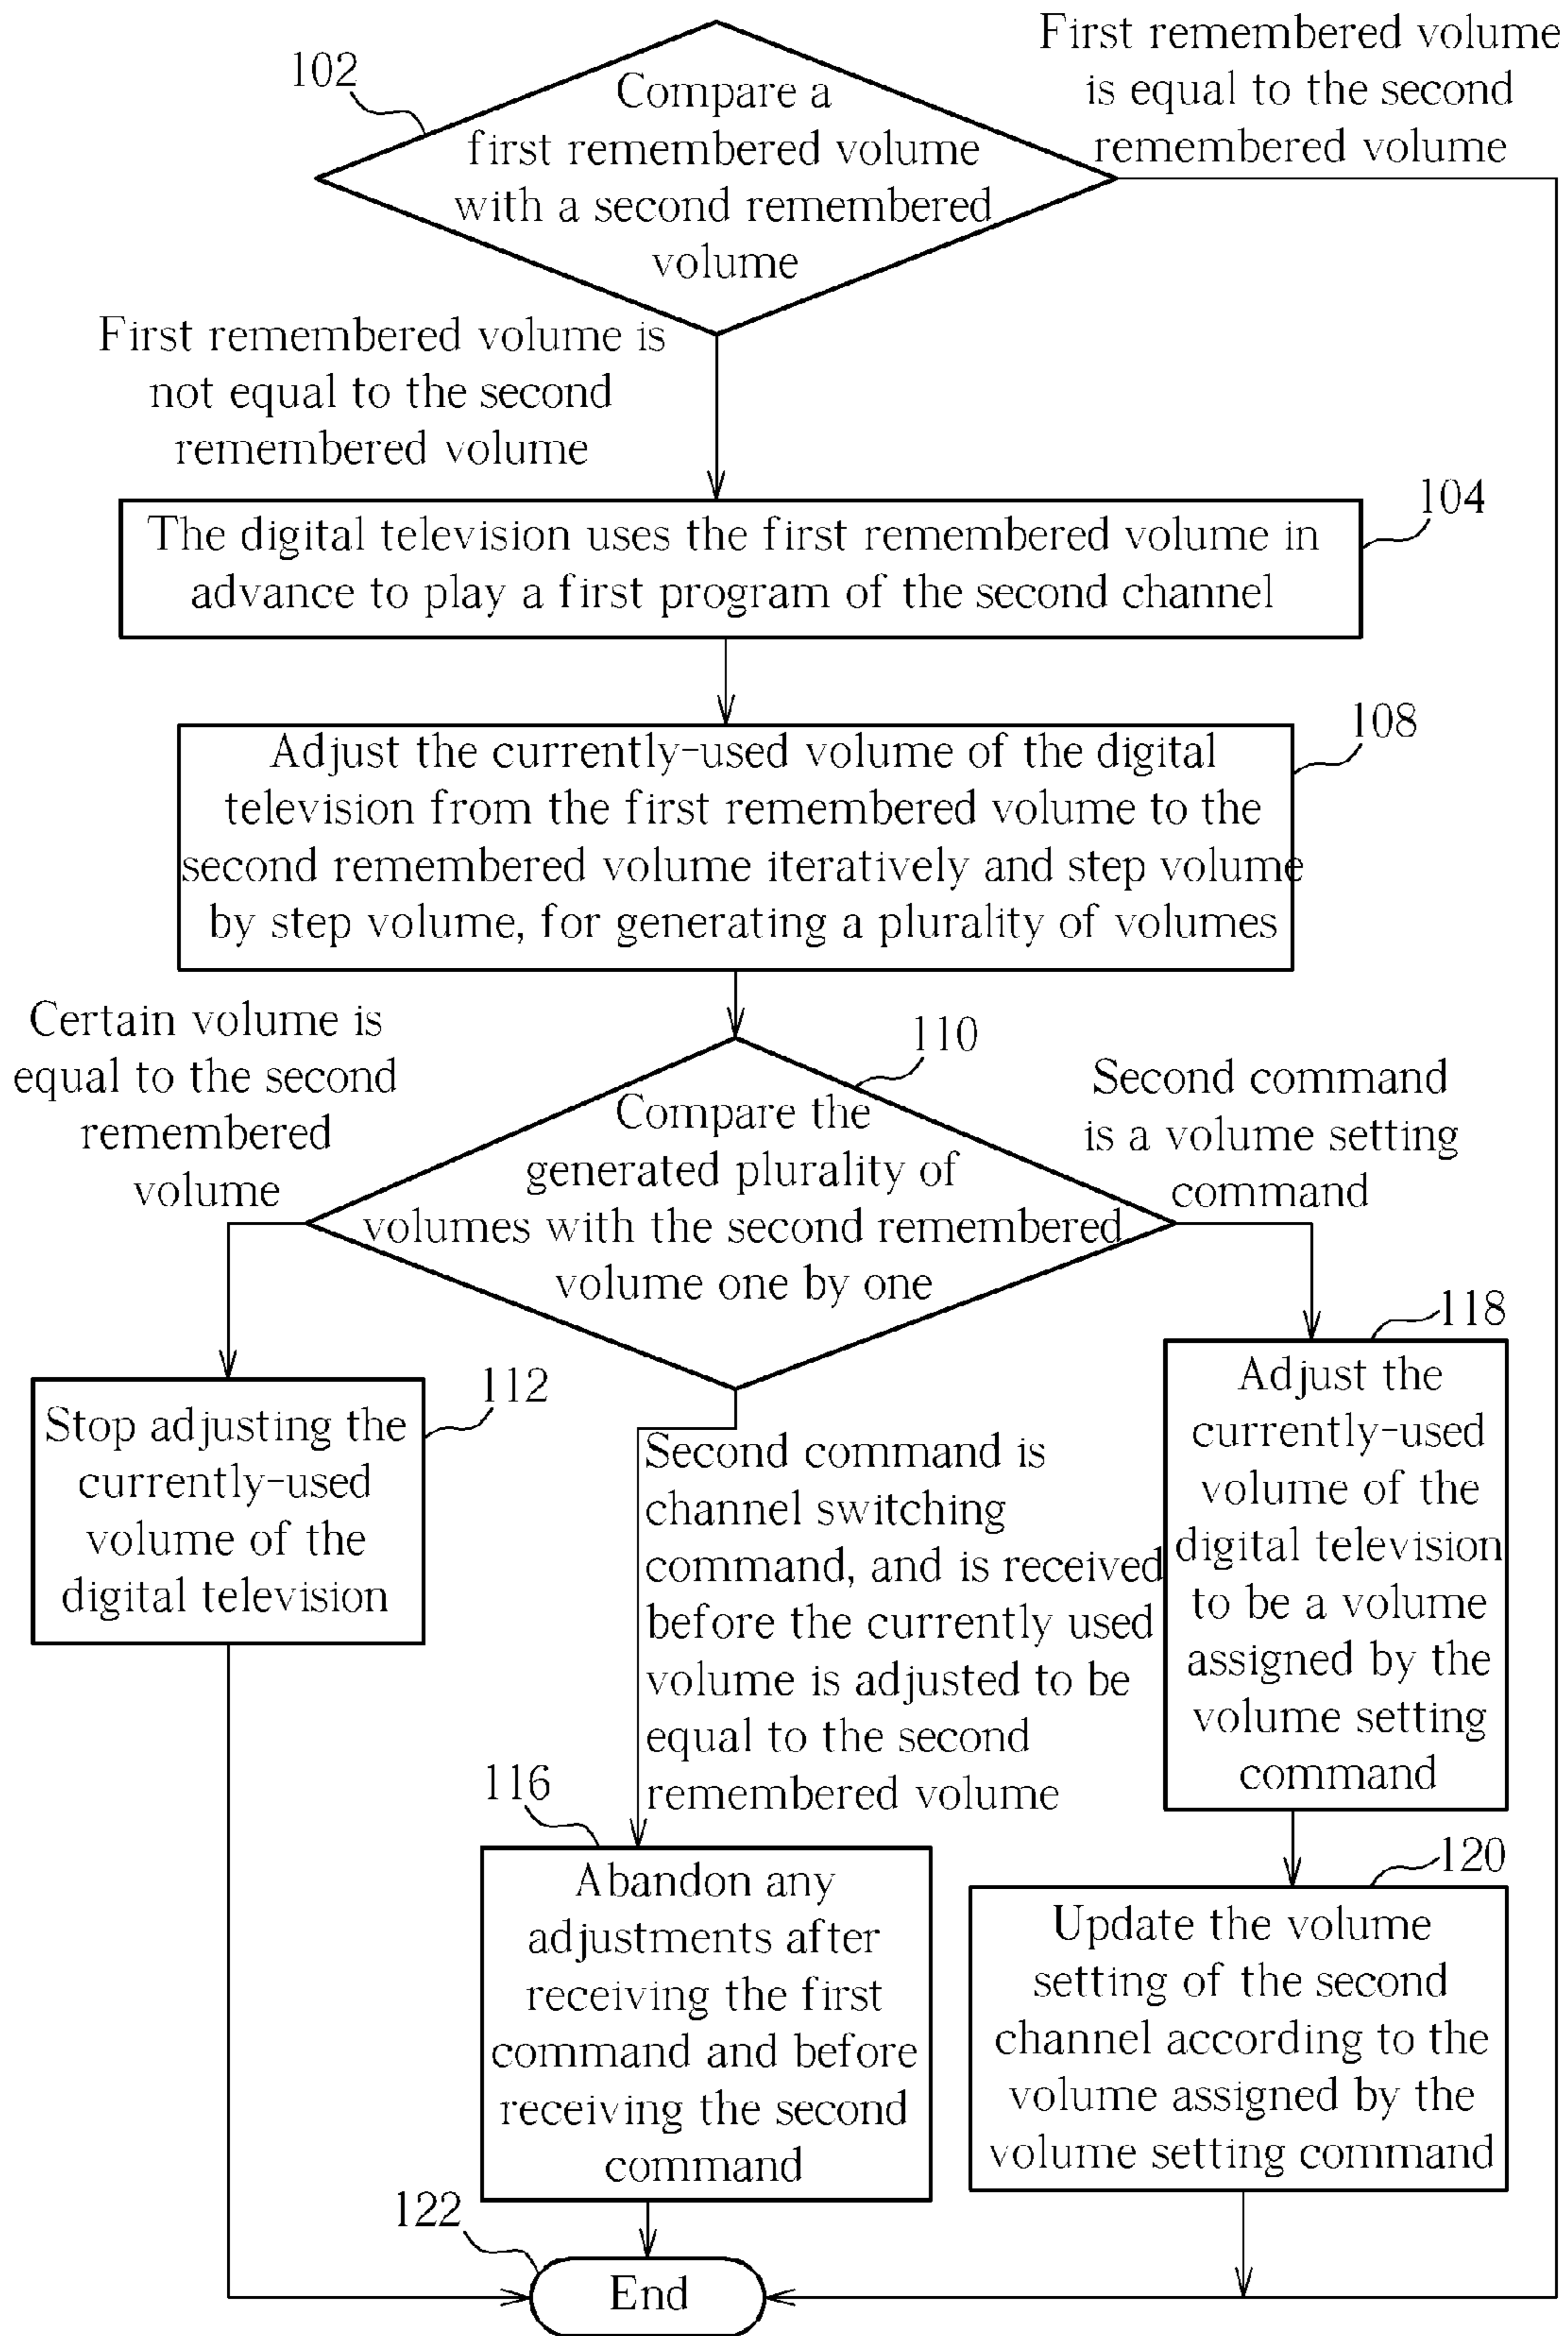 102
Compare a
first remembered volume
with a second remembered
volume
First remembered volume
is equal to the second
remembered volume
First remembered volume is
not equal to the second
remembered volume
104
The digital television uses the first remembered volume in
advance to play a first program of the second channel
108
Adjust the currently-used volume of the digital
television from the first remembered volume to the
second remembered volume iteratively and step volume
by step volume, for generating a plurality of volumes
Certain volume is
equal to the second
remembered
volume
110
Compare the
generated plurality of
volumes with the second remembered
volume one by one
Second command
is a volume setting
command
112
Stop adjusting the
currently-used
volume of the
digital television
Second command is
channel switching
command, and is received
before the currently used
volume is adjusted to be
equal to the second
remembered volume
118
Adjust the
currently-used
volume of the
digital television
to be a volume
assigned by the
volume setting
command
116
Abandon any
adjustments after
receiving the first
command and before
receiving the second
command
120
Update the volume
setting of the second
channel according to the
volume assigned by the
volume setting command
122
End